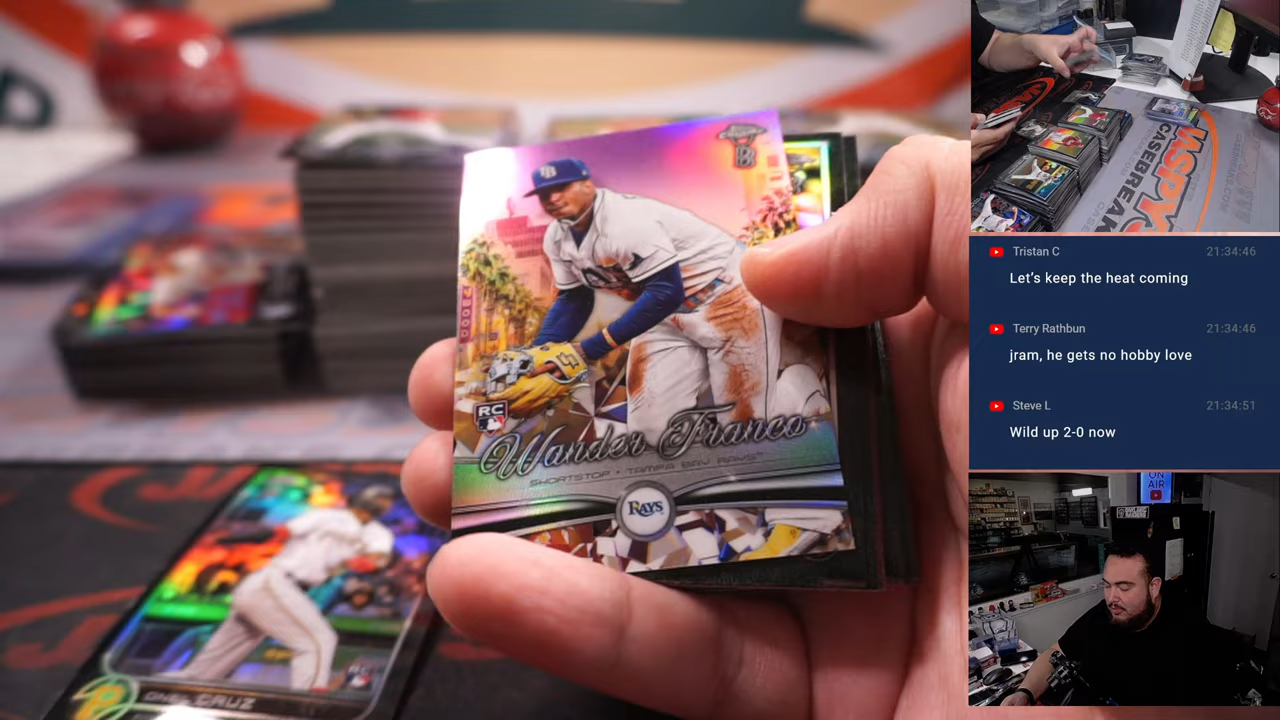 RC
Wander Franco
SHORTSTOP • TAMPA BAY RAYS™
RAYS
CRUZ
JASPY'S
CASEBREAK
Tristan C
21:34:46
Let's keep the heat coming
Terry Rathbun
21:34:46
jram, he gets no hobby love
Steve L
21:34:51
Wild up 2-0 now
ON
AIR